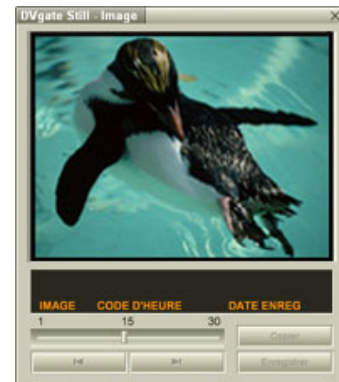 DVgate Still - Image
IMAGE CODE D'HEURE DATE ENREG
1 15 30
Copier
Enregistrer